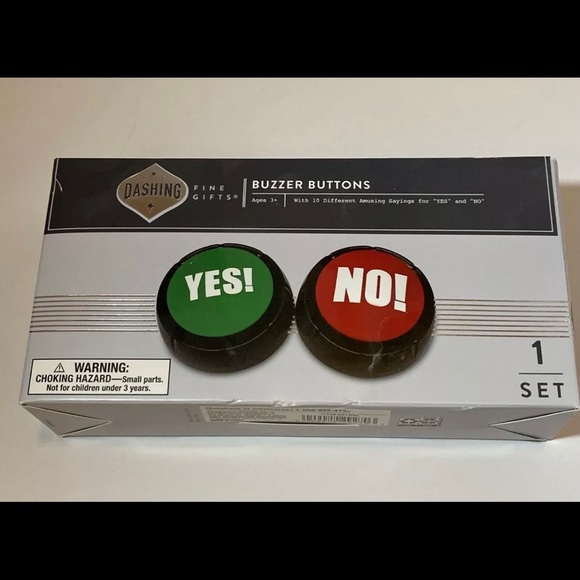 DASHING
FINE
GIFTS®
BUZZER BUTTONS
Ages 3+ | With 10 Different Amusing Sayings for "YES" and "NO"
YES!
NO!
⚠ WARNING:
CHOKING HAZARD—Small parts.
Not for children under 3 years.
1
SET